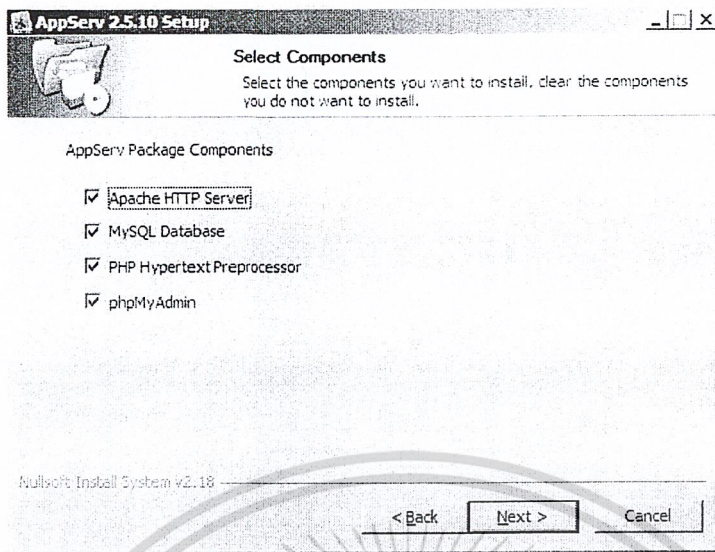 AppServ 2.5.10 Setup
Select Components
Select the components you want to install, clear the components
you do not want to install.
AppServ Package Components
Apache HTTP Server
MySQL Database
PHP Hypertext Preprocessor
phpMyAdmin
Nullsoft Install System v2.18
< Back Next > Cancel